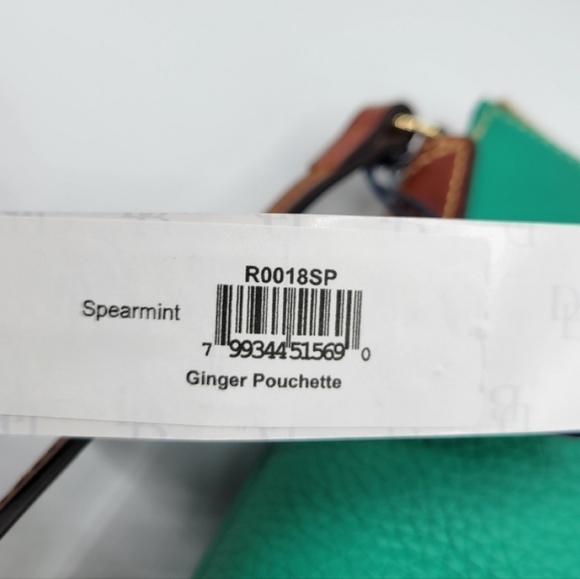 R0018SP
Spearmint
7 99344 51569 0
Ginger Pouchette